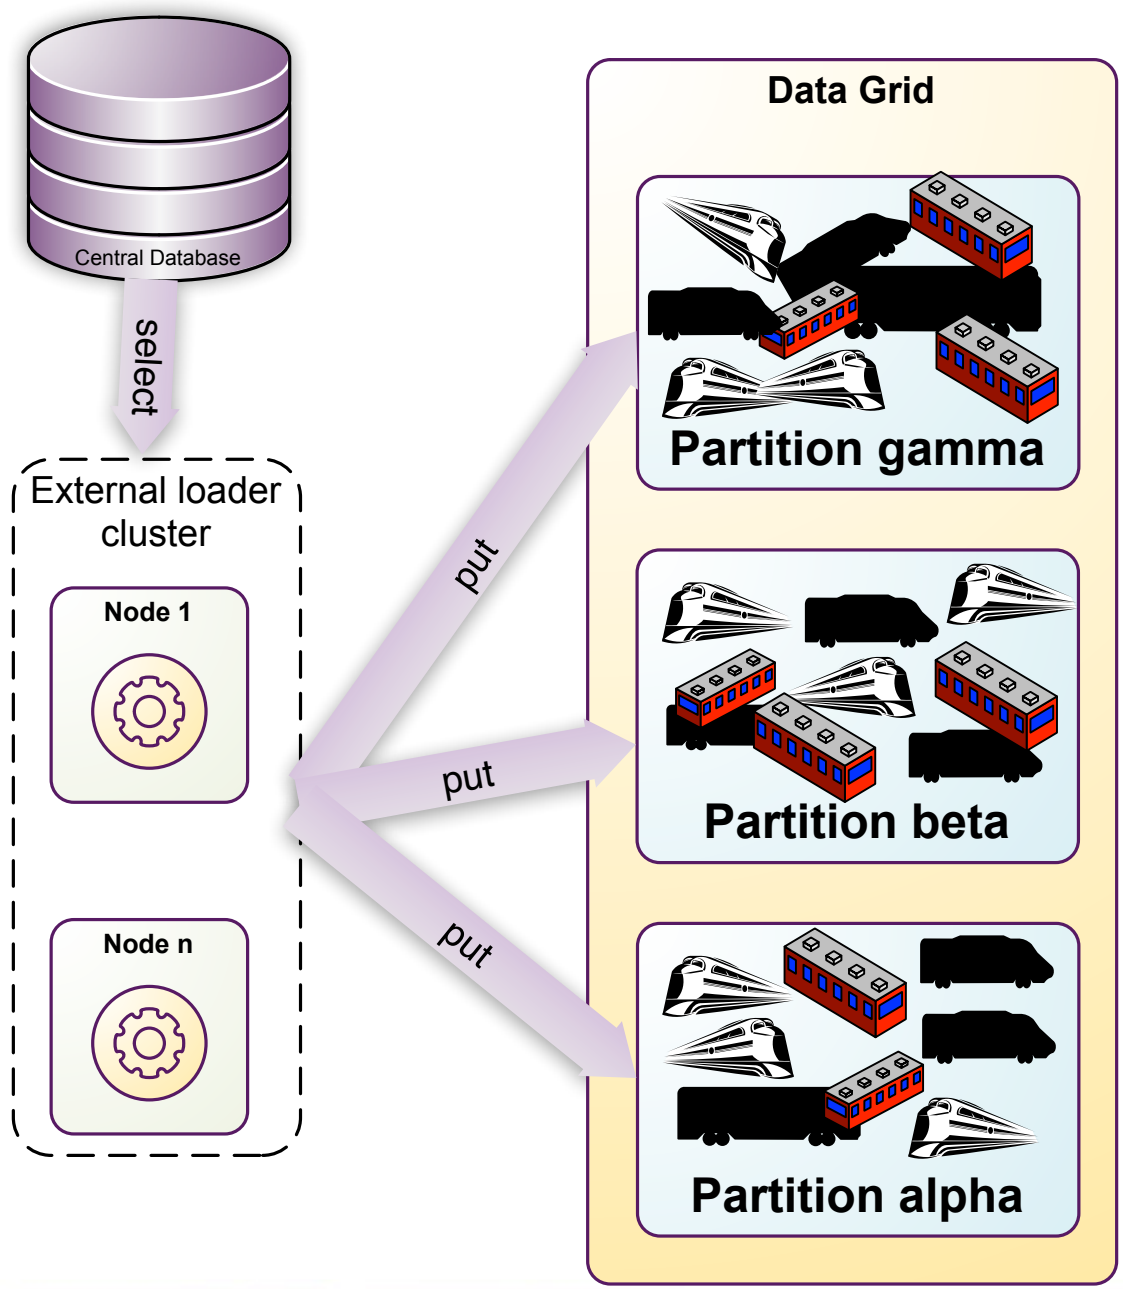 Central Database
select
External loader
cluster
Node 1
Node n
put
put
put
Data Grid
Partition gamma
Partition beta
Partition alpha